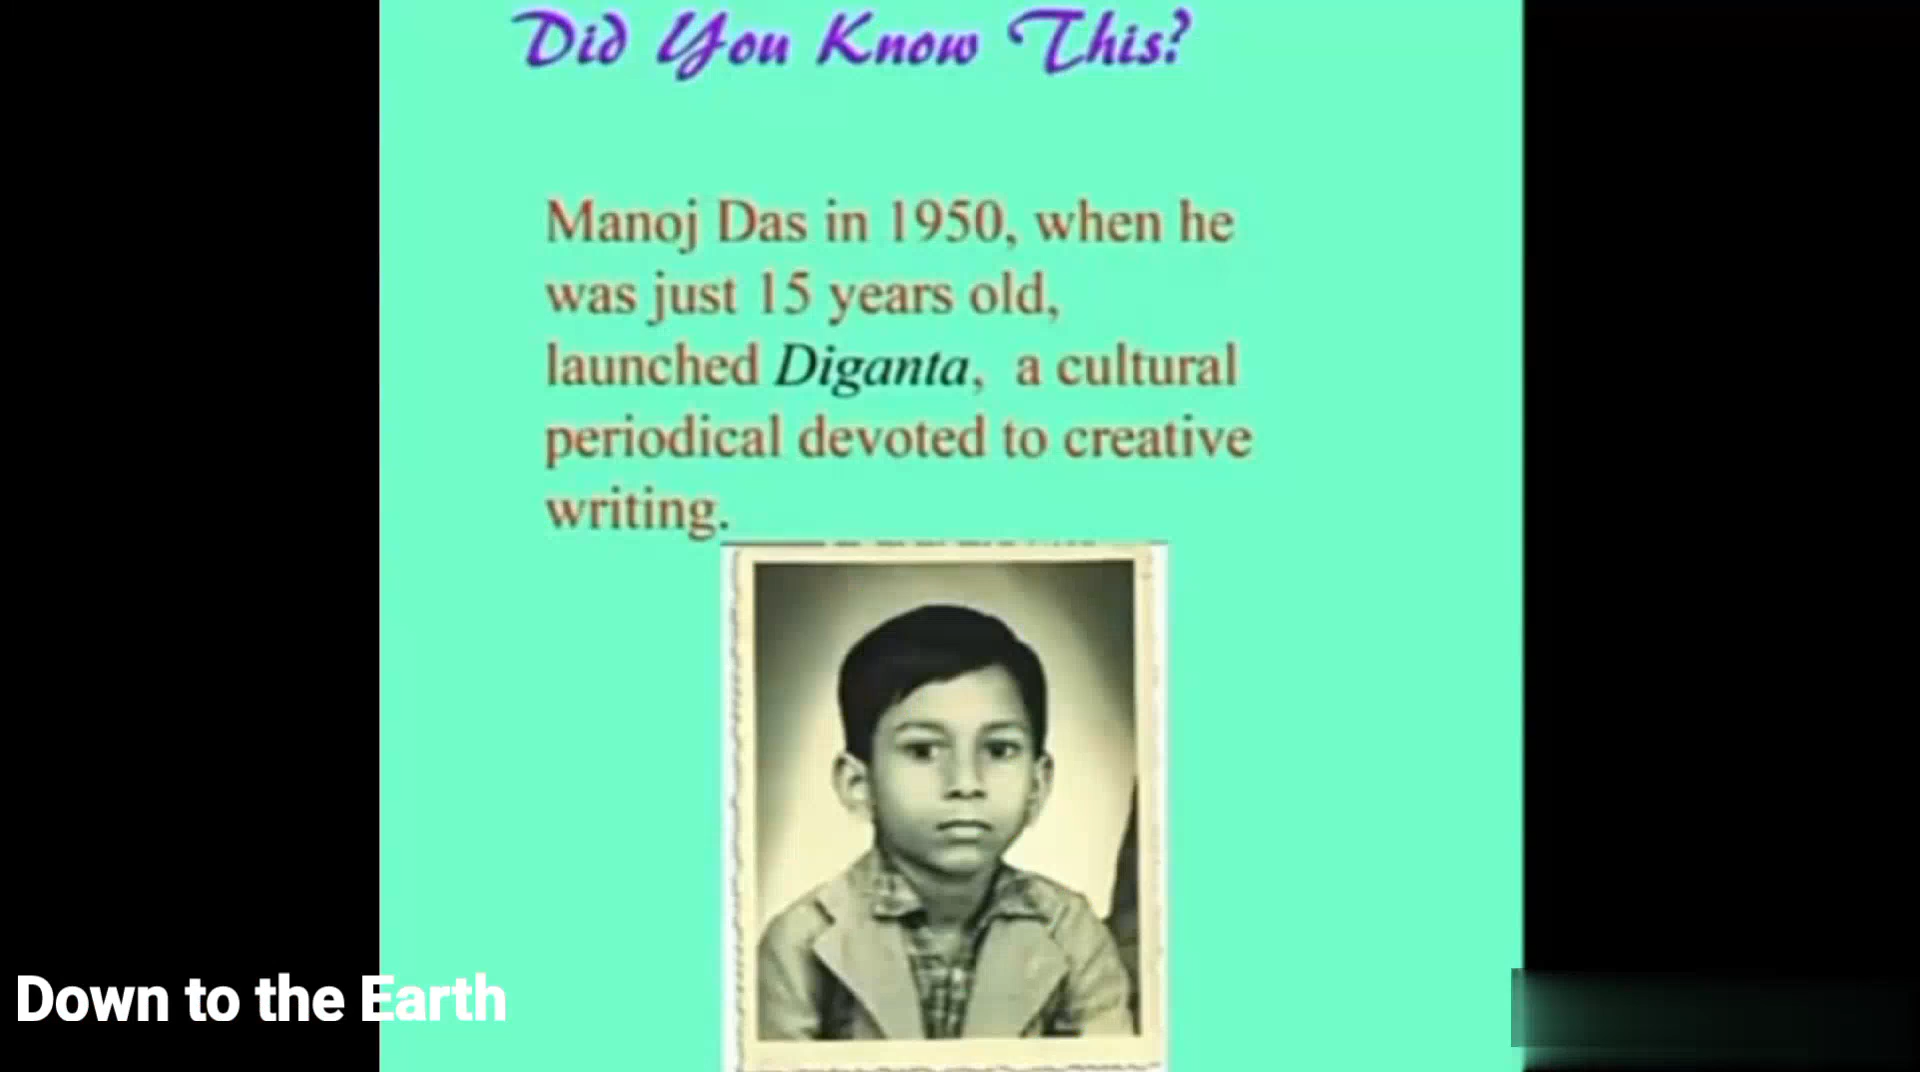 Did You Know This?
Manoj Das in 1950, when he
was just 15 years old,
launched Diganta, a cultural
periodical devoted to creative
writing.
Down to the Earth